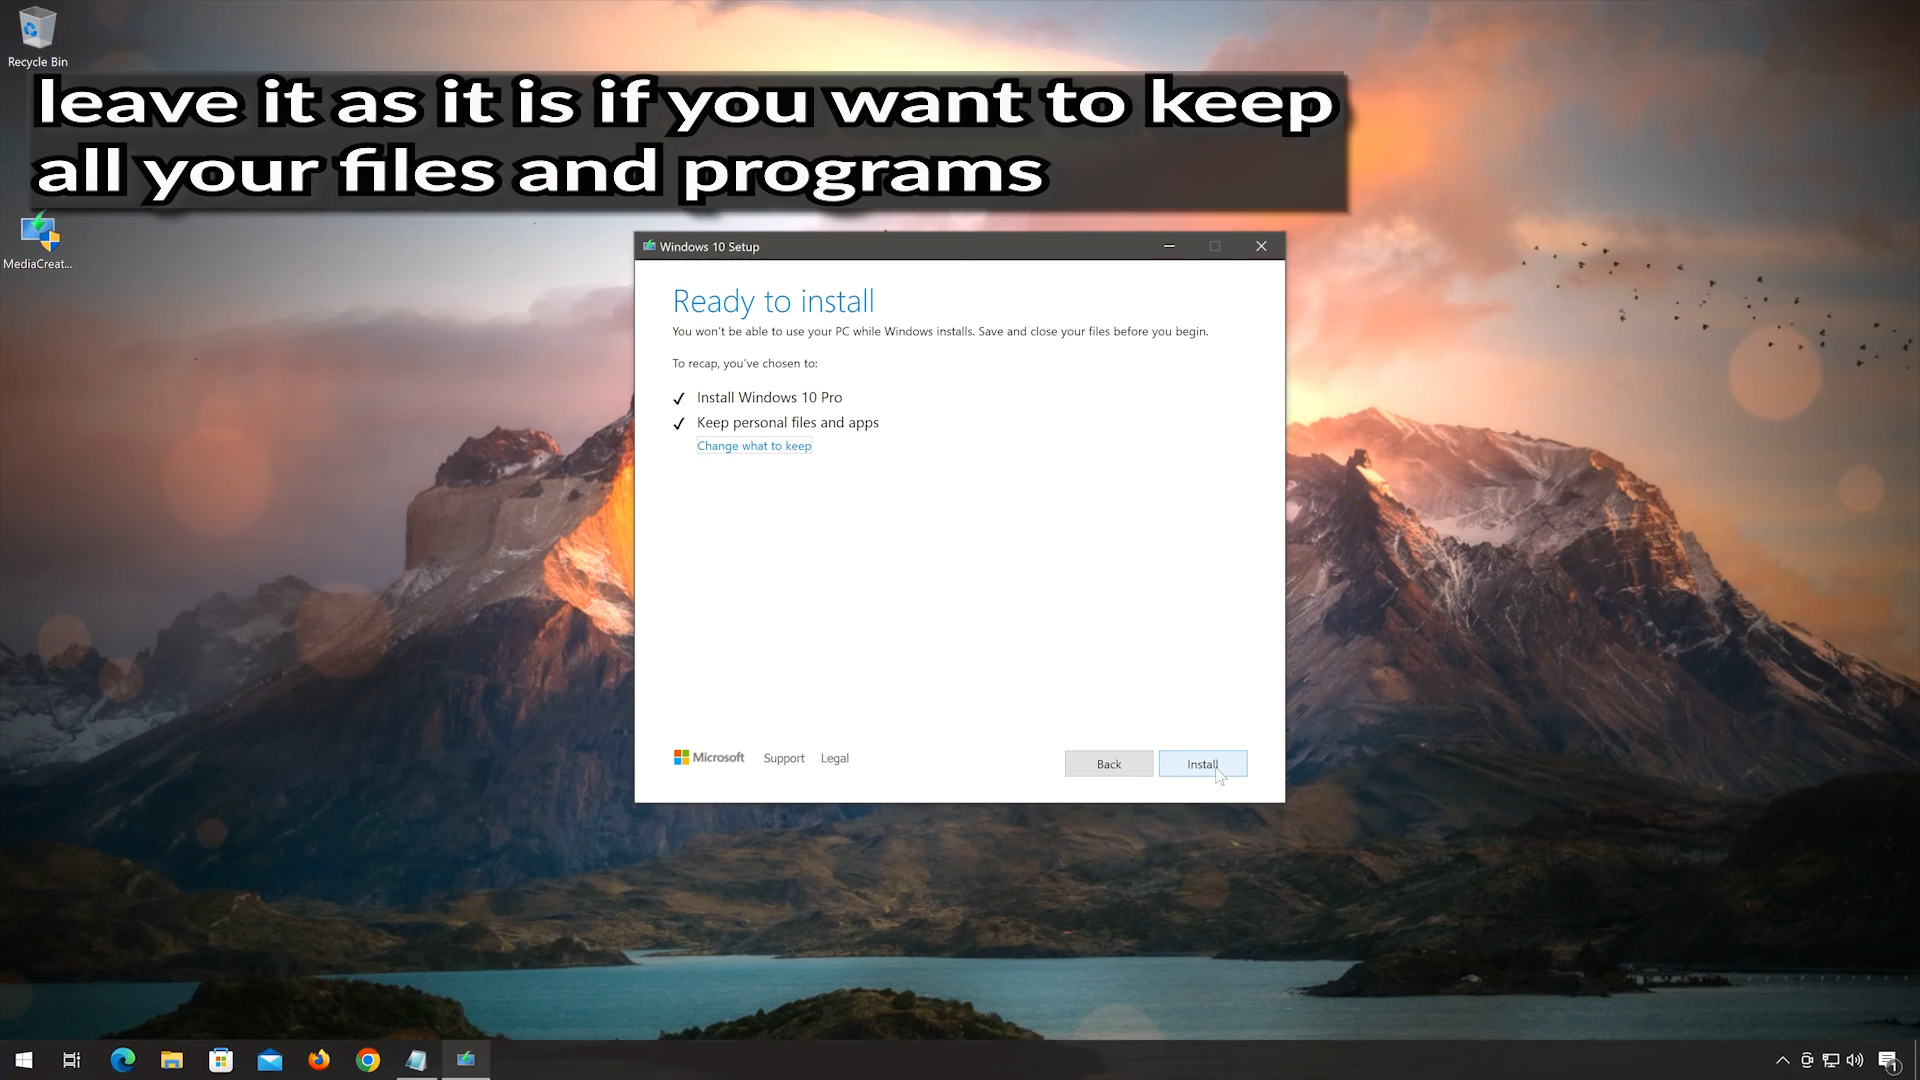 Recycle Bin
leave it as it is if you want to keep
all your files and programs
MediaCreat...
Windows 10 Setup
Ready to install
You won't be able to use your PC while Windows installs. Save and close your files before you begin.
To recap, you've chosen to:
Install Windows 10 Pro
Keep personal files and apps
Change what to keep
Microsoft Support Legal
Back Install
1